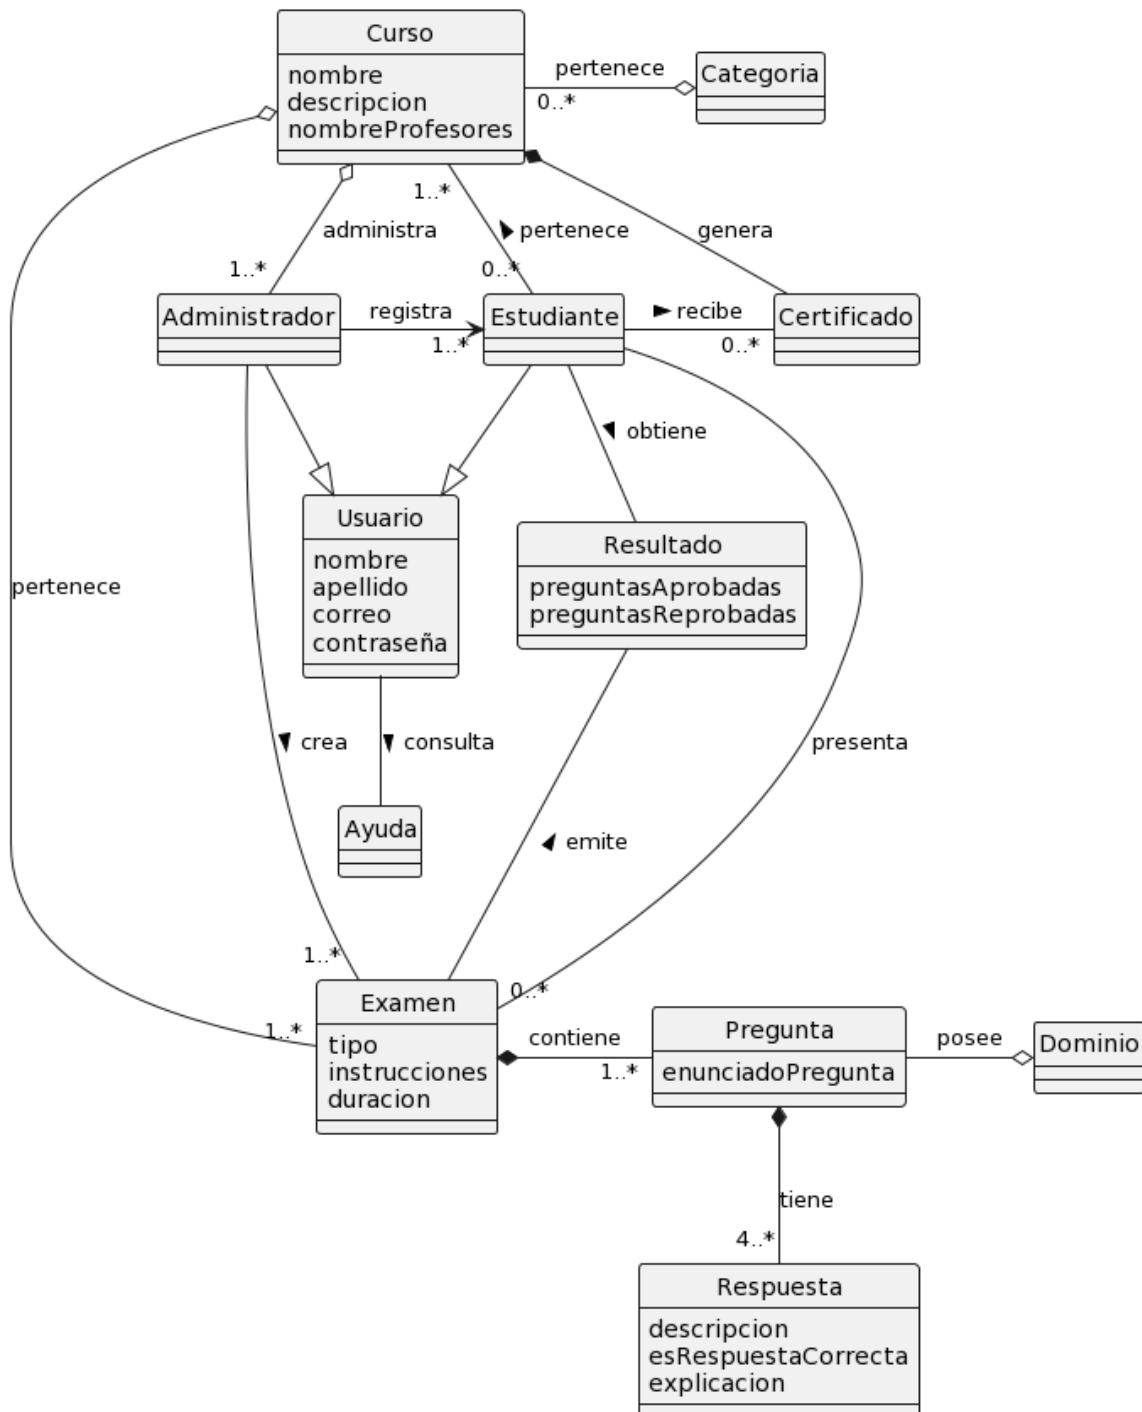 Curso
nombre
descripcion
nombreProfesores
pertenece
0..*
Categoria
1..*
administra
pertenece
genera
1..*
0..*
Administrador
registra
1..*
Estudiante
recibe
0..*
Certificado
obtiene
Usuario
nombre
apellido
correo
contraseña
Resultado
preguntasAprobadas
preguntasReprobadas
pertenece
crea
consulta
presenta
Ayuda
emite
1..*
0..*
1..*
Examen
tipo
instrucciones
duracion
contiene
1..*
Pregunta
enunciadoPregunta
posee
Dominio
tiene
4..*
Respuesta
descripcion
esRespuestaCorrecta
explicacion